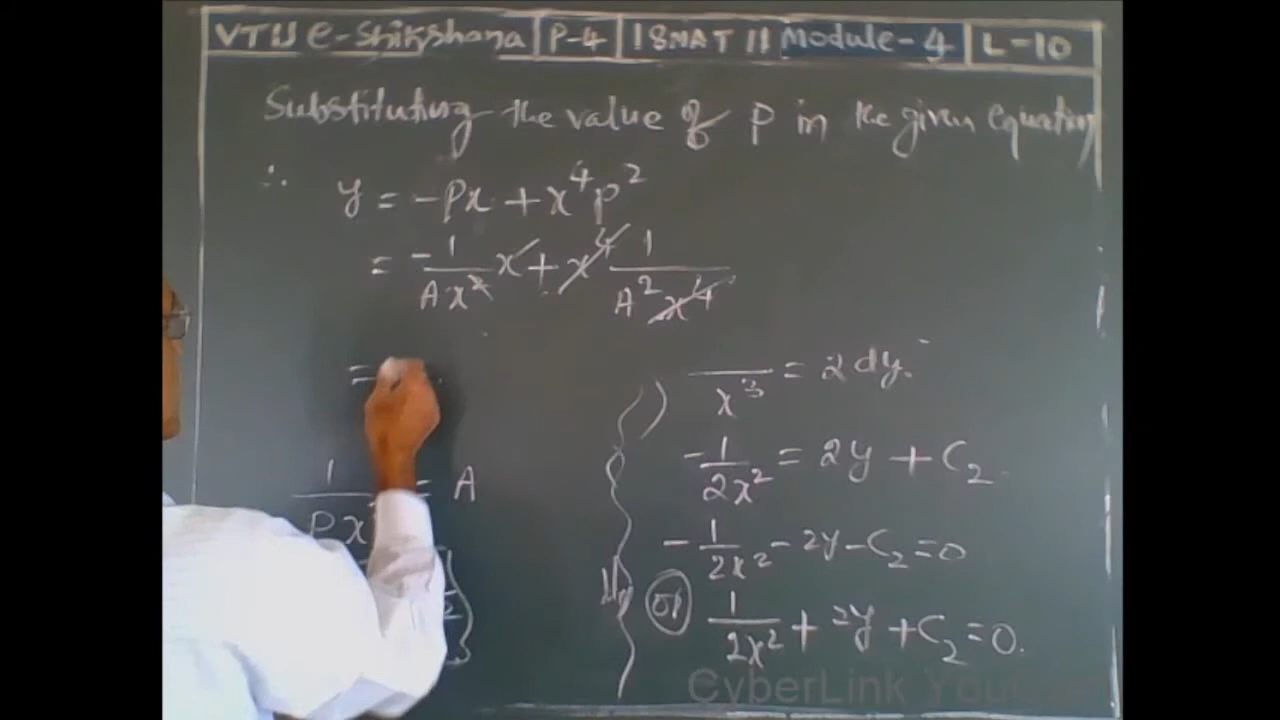 VTU e-Shikshana P-4 18MAT11 Module-4 L-10
Substituting the value of P in the given equation
∴ y = -Px + x⁴p²
= -1/(Ax²) x + x⁴ 1/(A²x⁴)
=
/x³ = 2dy.
-1/(2x²) = 2y + C₂
1/(Px = A
-1/(2x²) - 2y - C₂ = 0
or 1/(2x²) + 2y + C₂ = 0.
CyberLink